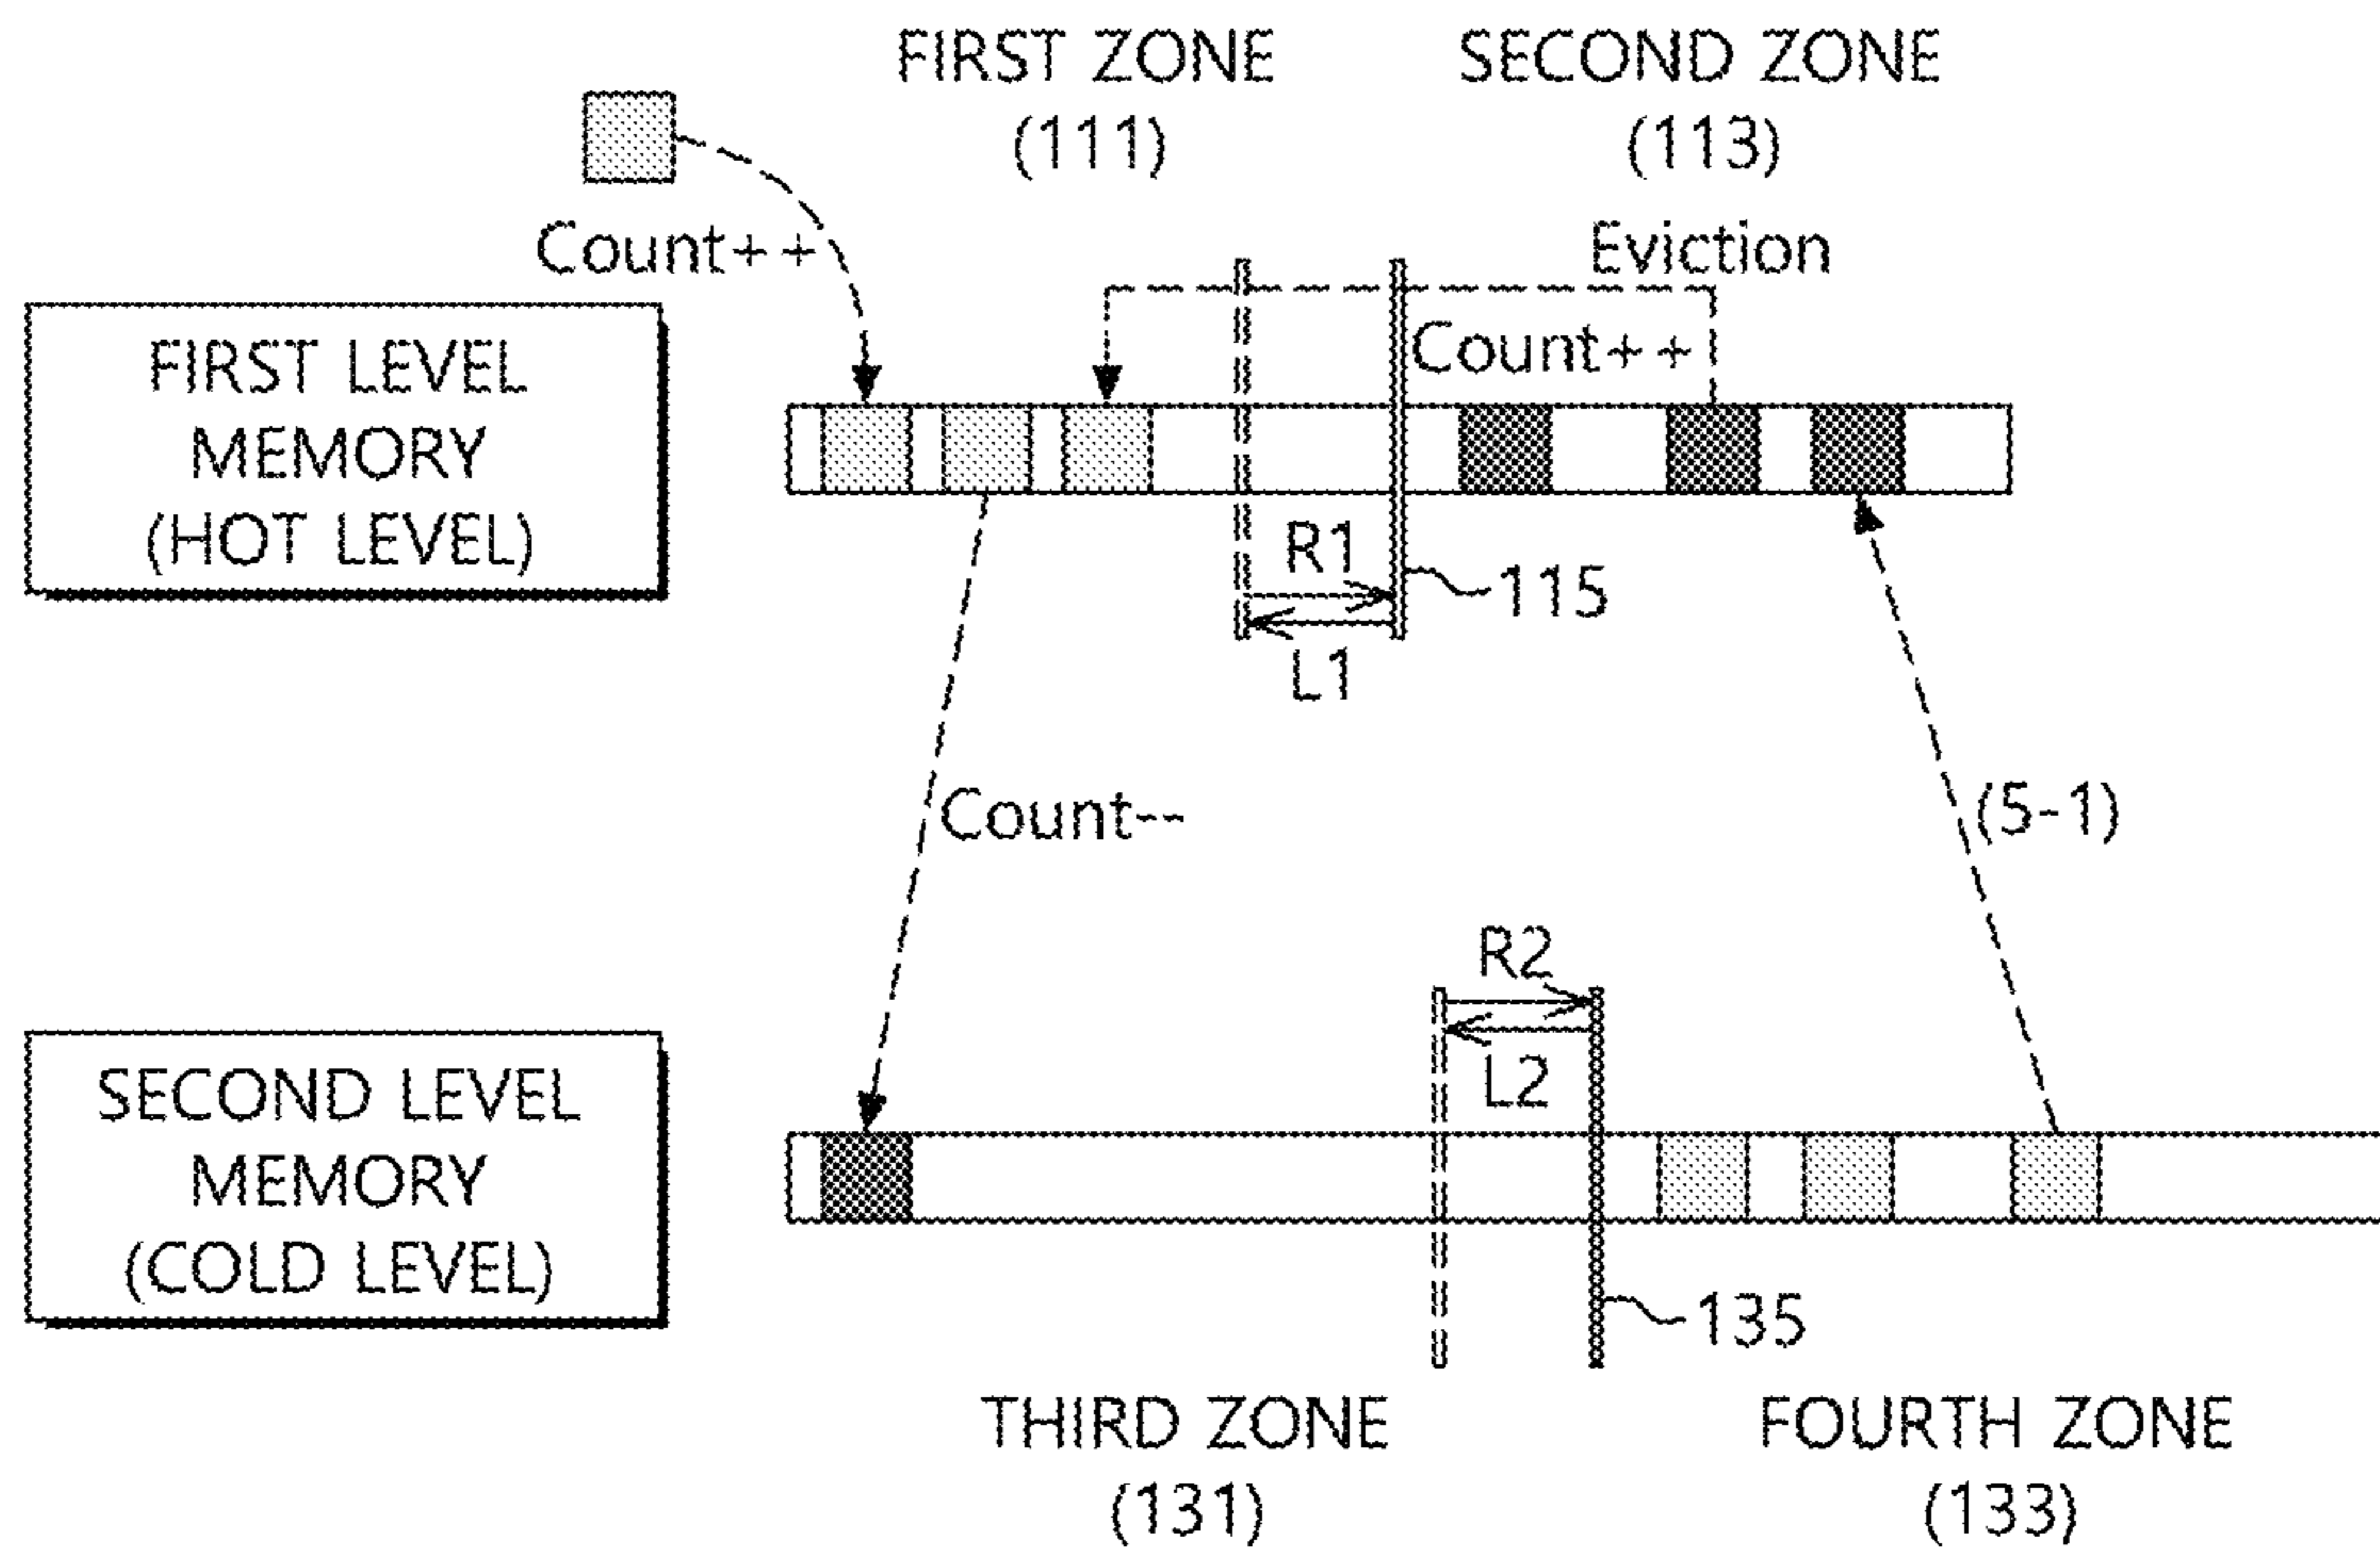 FIRST ZONE
(111)
SECOND ZONE
(113)
Count++
Eviction
Count++
FIRST LEVEL
MEMORY
(HOT LEVEL)
R1
115
L1
Count--
(5-1)
R2
L2
SECOND LEVEL
MEMORY
(COLD LEVEL)
135
THIRD ZONE
(131)
FOURTH ZONE
(133)